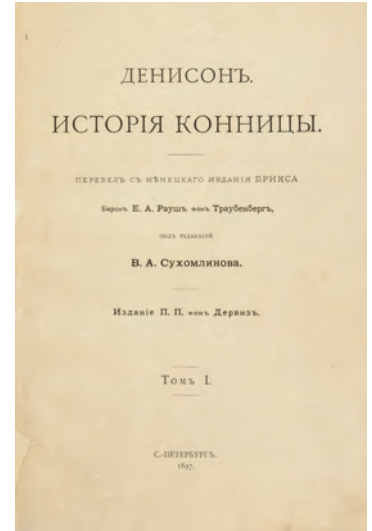 ДЕНИСОНЪ.
ИСТОРІЯ КОННИЦЫ.
ПЕРЕВЕЛЪ СЪ НѢМЕЦКАГО ИЗДАНІЯ БРИКСА
Баронъ Е. А. Раушъ фонъ Траубенбергъ,
ПОДЪ РЕДАКЦІЕЙ
В. А. Сухомлинова.
Изданіе П. П. фонъ Дервизъ.
Томъ I.
С.-ПЕТЕРБУРГЪ.
1897.